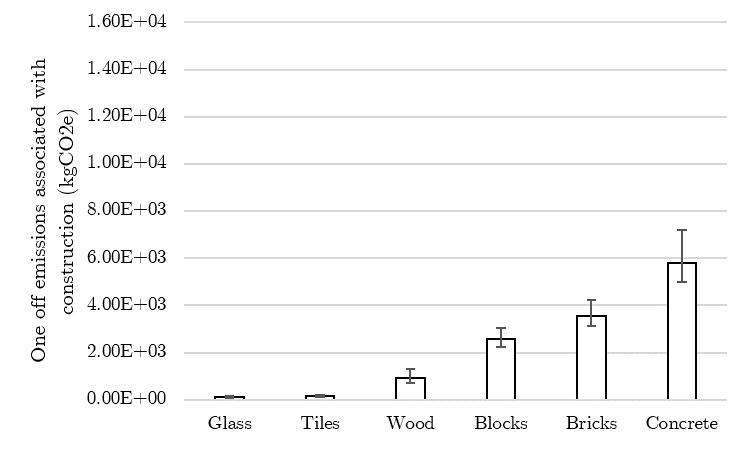 One off emissions associated with
construction (kgCO2e)
1.60E+04
1.40E+04
1.20E+04
1.00E+04
8.00E+03
6.00E+03
4.00E+03
2.00E+03
0.00E+00
Glass Tiles Wood Blocks Bricks Concrete